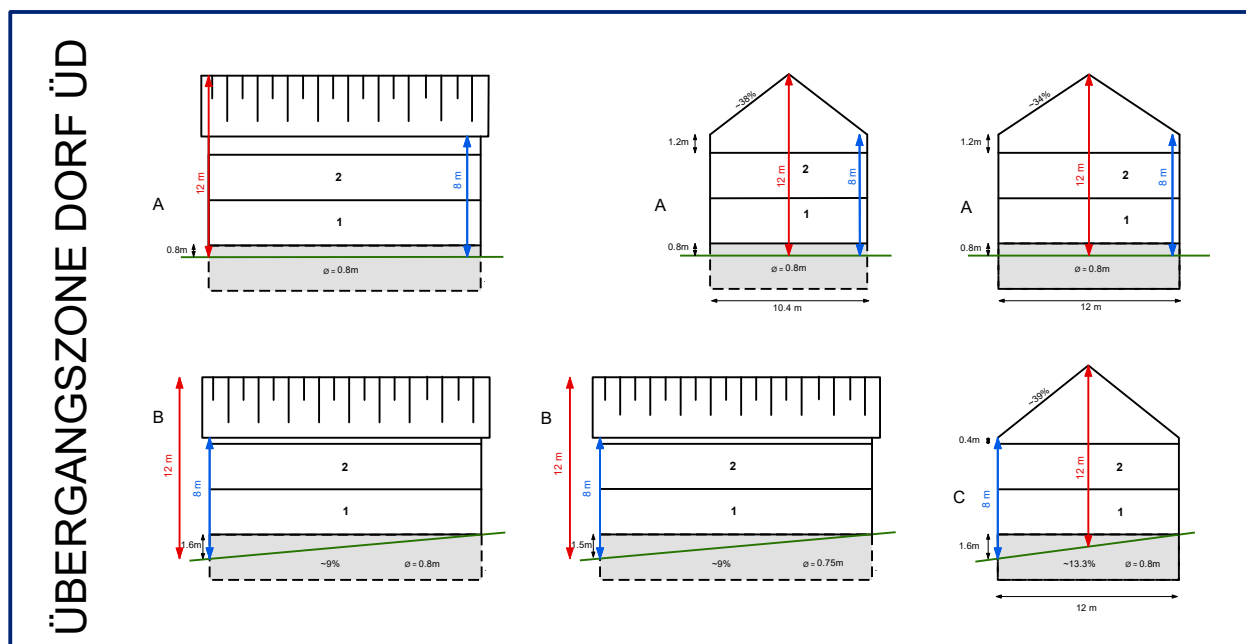 ÜBERGANGSZONE DORF ÜD
A
12 m
2
8 m
1
0.8m
ø = 0.8m
A
~38%
1.2m
12 m
2
8 m
1
0.8m
ø = 0.8m
10.4 m
A
~34%
1.2m
12 m
2
8 m
1
0.8m
ø = 0.8m
12 m
B
12 m
8 m
2
1
1.6m
~9%
ø = 0.8m
B
12 m
8 m
2
1
1.5m
~9%
ø = 0.75m
C
~39%
0.4m
12 m
8 m
2
1
1.6m
~13.3%
ø = 0.8m
12 m